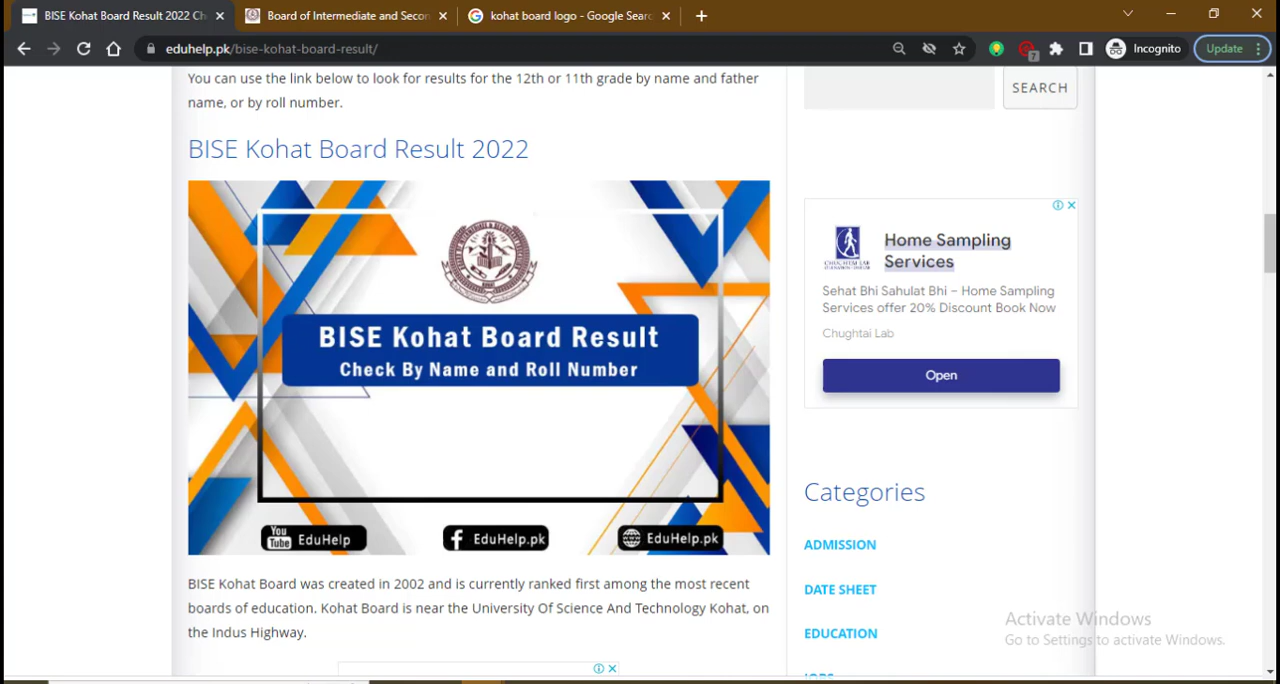 BISE Kohat Board Result 2022 Ch
Board of Intermediate and Secon
kohat board logo - Google Searc
eduhelp.pk/bise-kohat-board-result/
Incognito
Update
7
You can use the link below to look for results for the 12th or 11th grade by name and father
name, or by roll number.
BISE Kohat Board Result 2022
BISE Kohat Board Result
Check By Name and Roll Number
You
Tube EduHelp
EduHelp.pk
EduHelp.pk
BISE Kohat Board was created in 2002 and is currently ranked first among the most recent
boards of education. Kohat Board is near the University Of Science And Technology Kohat, on
the Indus Highway.
SEARCH
CHUGHTAI LAB
Home Sampling
Services
Sehat Bhi Sahulat Bhi – Home Sampling
Services offer 20% Discount Book Now
Chughtai Lab
Open
Categories
ADMISSION
DATE SHEET
EDUCATION
Activate Windows
Go to Settings to activate Windows.